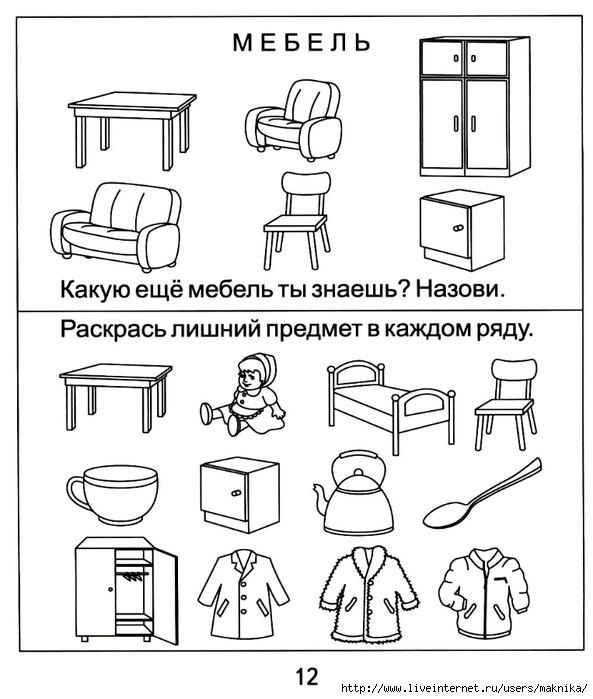 МЕБЕЛЬ
Какую ещё мебель ты знаешь? Назови.
Раскрась лишний предмет в каждом ряду.
12
http://www.liveinternet.ru/users/maknika/